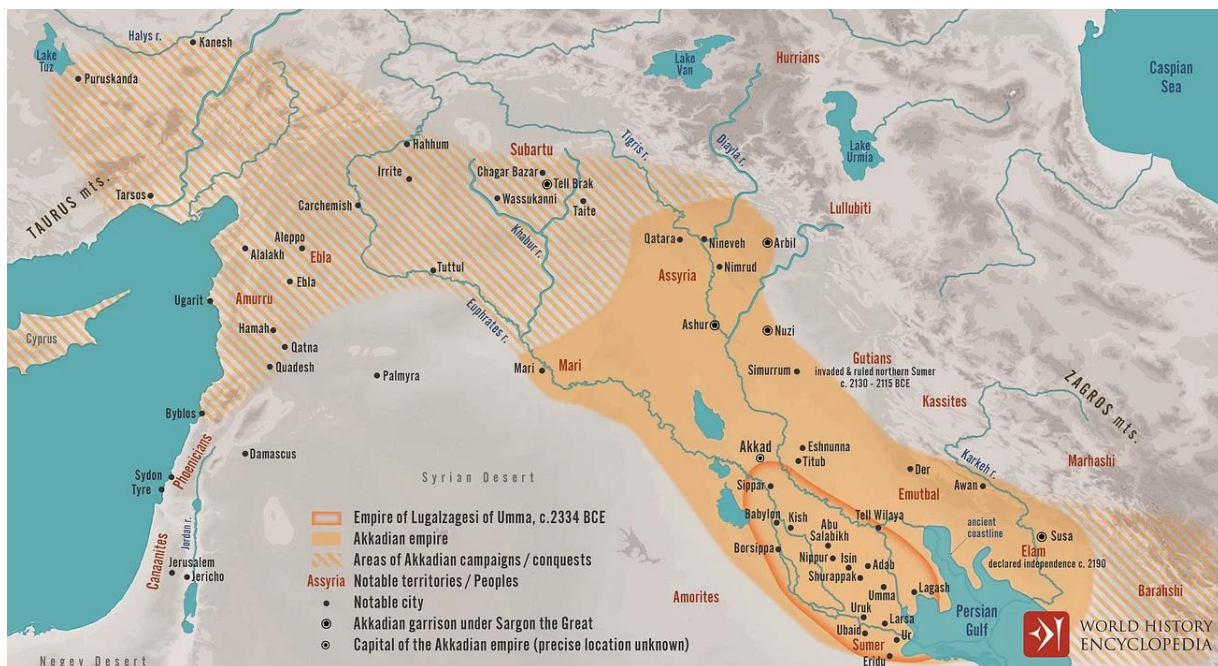 Halys r.
Kanesh
Lake
Tuz
Puruskanda
Lake
Van
Hurrians
Caspian
Sea
Tigris r.
Diayla r.
Lake
Urmia
Hahhum
Subartu
Irrite
Chagar Bazar
Tell Brak
Wassukanni
Taite
TAURUS mts.
Tarsos
Carchemish
Khabur r.
Lullubiti
Qatara
Nineveh
Arbil
Aleppo
Alalakh
Ebla
Ebla
Tuttul
Assyria
Nimrud
Ugarit
Amurru
Euphrates r.
Cyprus
Hamah
Ashur
Nuzi
Qatna
Quadesh
Palmyra
Mari
Mari
Simurrum
Gutians
invaded & ruled northern Sumer
c. 2130 - 2115 BCE
Kassites
ZAGROS mts.
Byblos
Phoenicians
Damascus
Akkad
Eshnunna
Titub
Karkeh r.
Marhashi
Sydon
Tyre
Syrian Desert
Sippar
Der
Emutbal
Awan
Jordan r.
Canaanites
Jerusalem
Jericho
Babylon
Kish
Abu
Salabikh
Tell Wilaya
ancient
coastline
Susa
Elam
declared independence c. 2190
Borsippa
Nippur
Isin
Adab
Shurappak
Barahshi
Amorites
Umma
Lagash
Uruk
Larsa
Persian
Gulf
Ubaid
Ur
Sumer
Eridu
Negev Desert
Empire of Lugalzagesi of Umma, c.2334 BCE
Akkadian empire
Areas of Akkadian campaigns / conquests
Assyria Notable territories / Peoples
Notable city
Akkadian garrison under Sargon the Great
Capital of the Akkadian empire (precise location unknown)
WORLD HISTORY
ENCYCLOPEDIA